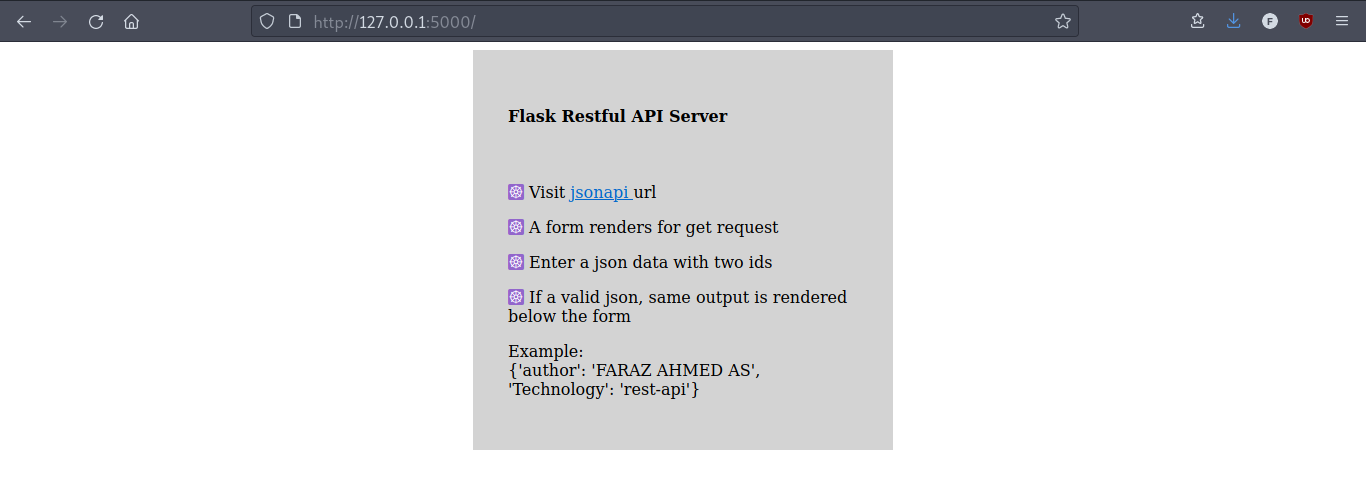 http://127.0.0.1:5000/
F
UD
Flask Restful API Server
Visit jsonapi url
A form renders for get request
Enter a json data with two ids
If a valid json, same output is rendered
below the form
Example:
{'author': 'FARAZ AHMED AS',
'Technology': 'rest-api'}